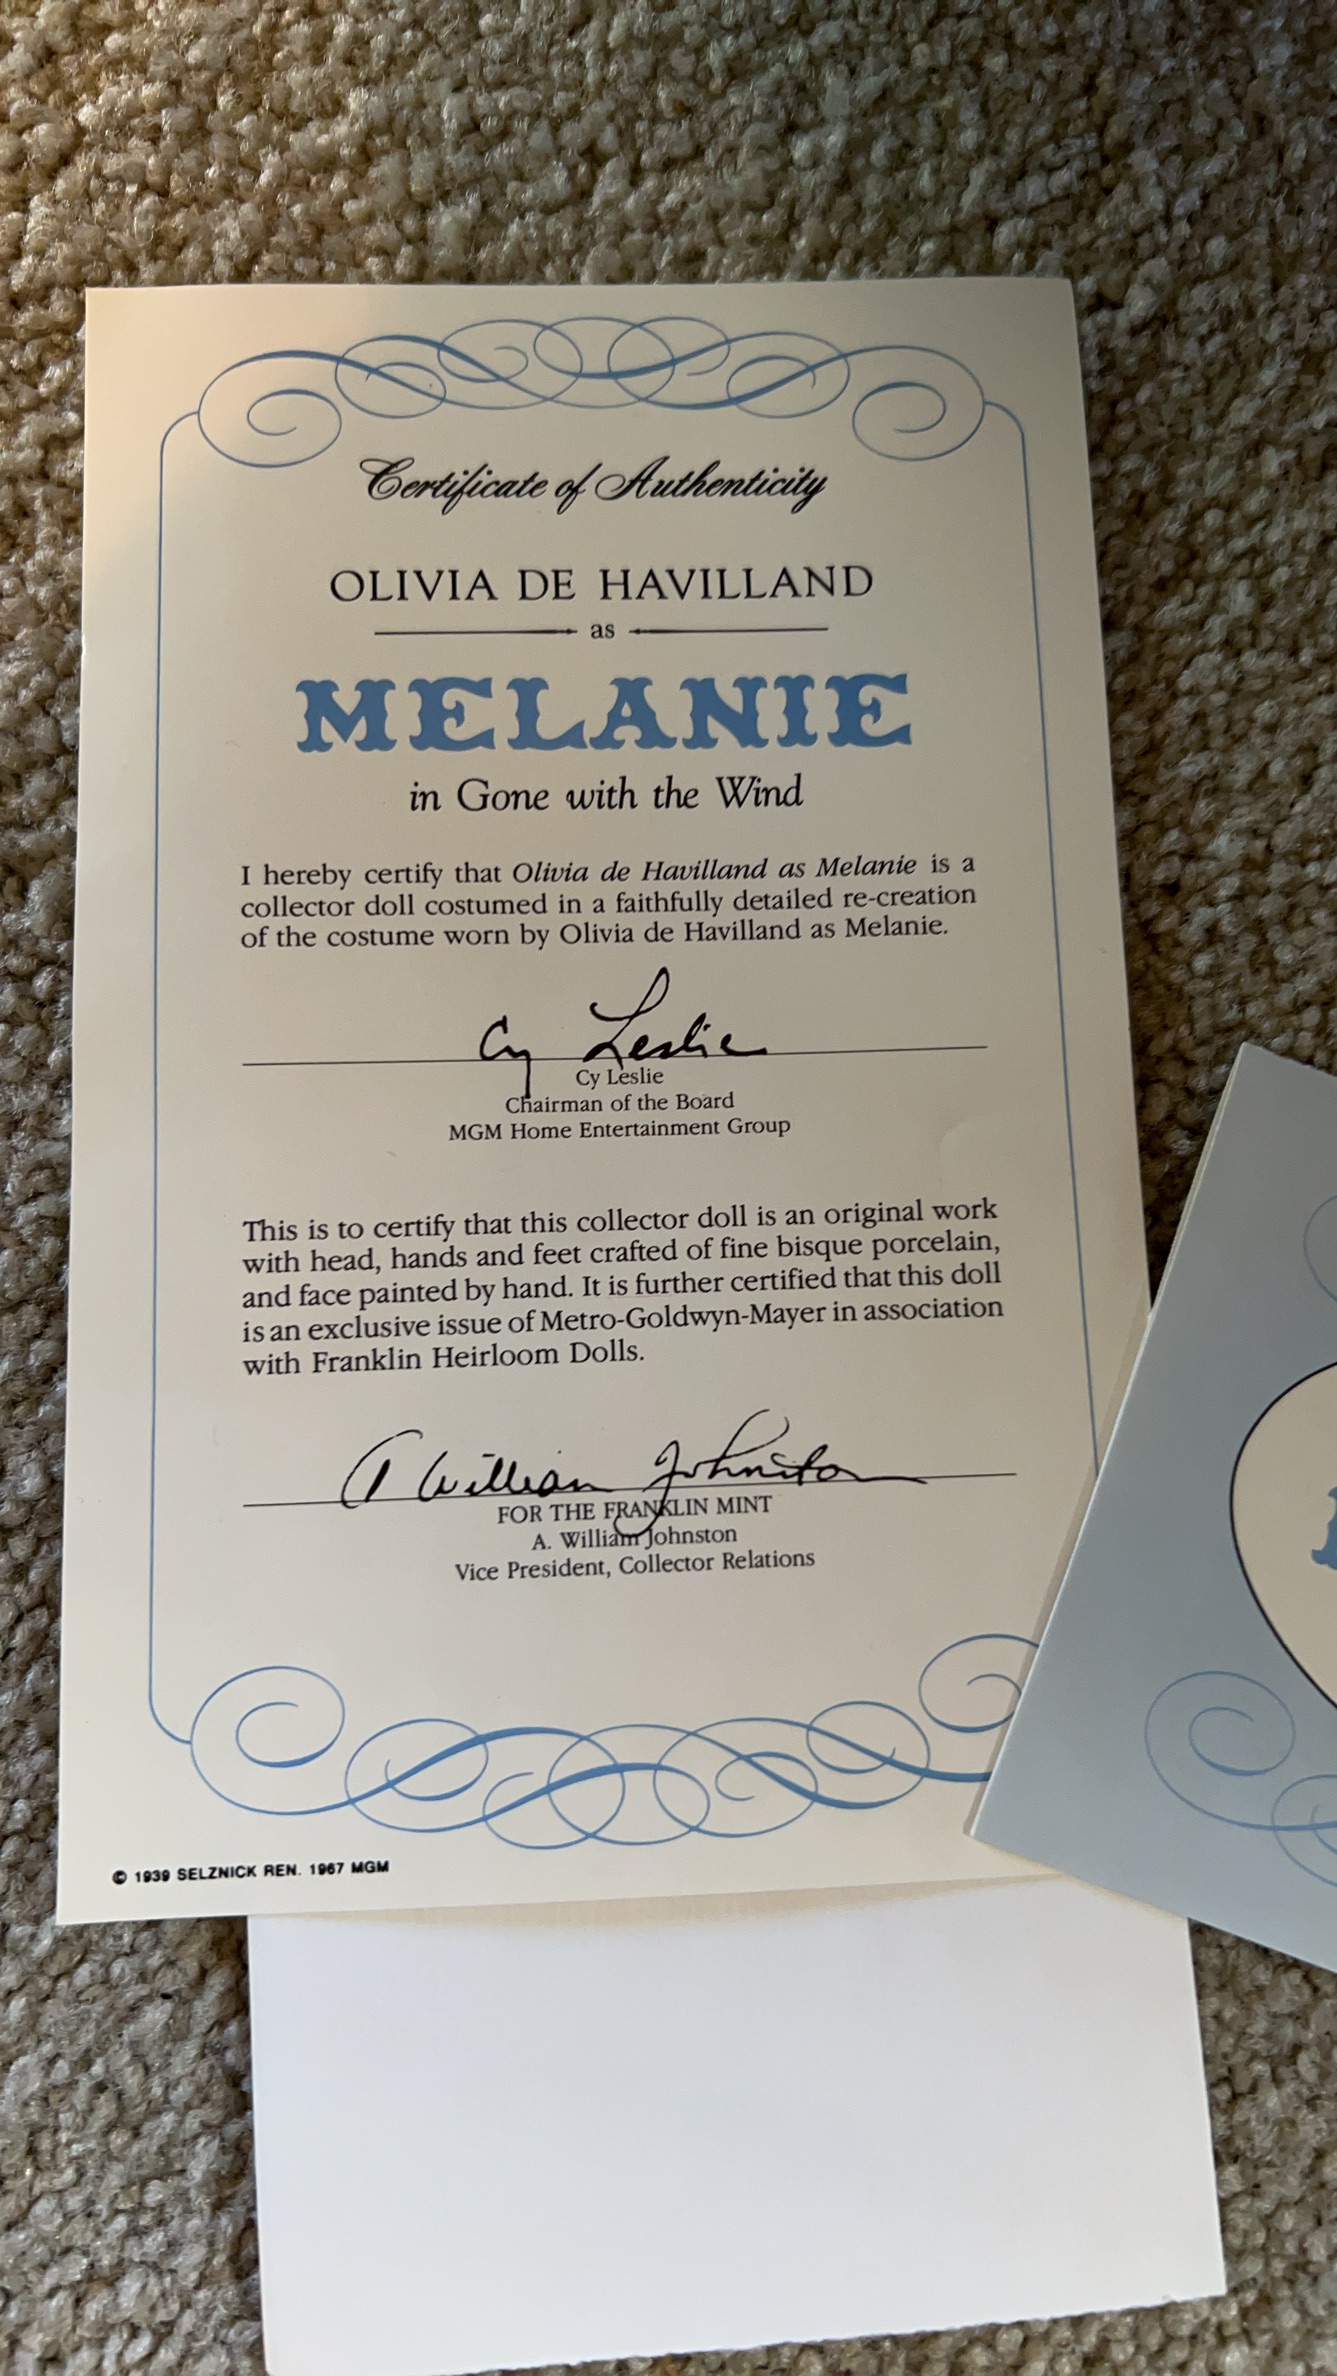 Certificate of Authenticity
OLIVIA DE HAVILLAND
as
MELANIE
in Gone with the Wind
I hereby certify that Olivia de Havilland as Melanie is a
collector doll costumed in a faithfully detailed re-creation
of the costume worn by Olivia de Havilland as Melanie.
Cy Leslie
Cy Leslie
Chairman of the Board
MGM Home Entertainment Group
This is to certify that this collector doll is an original work
with head, hands and feet crafted of fine bisque porcelain,
and face painted by hand. It is further certified that this doll
is an exclusive issue of Metro-Goldwyn-Mayer in association
with Franklin Heirloom Dolls.
A William Johnston
FOR THE FRANKLIN MINT
A. William Johnston
Vice President, Collector Relations
© 1939 SELZNICK REN. 1967 MGM